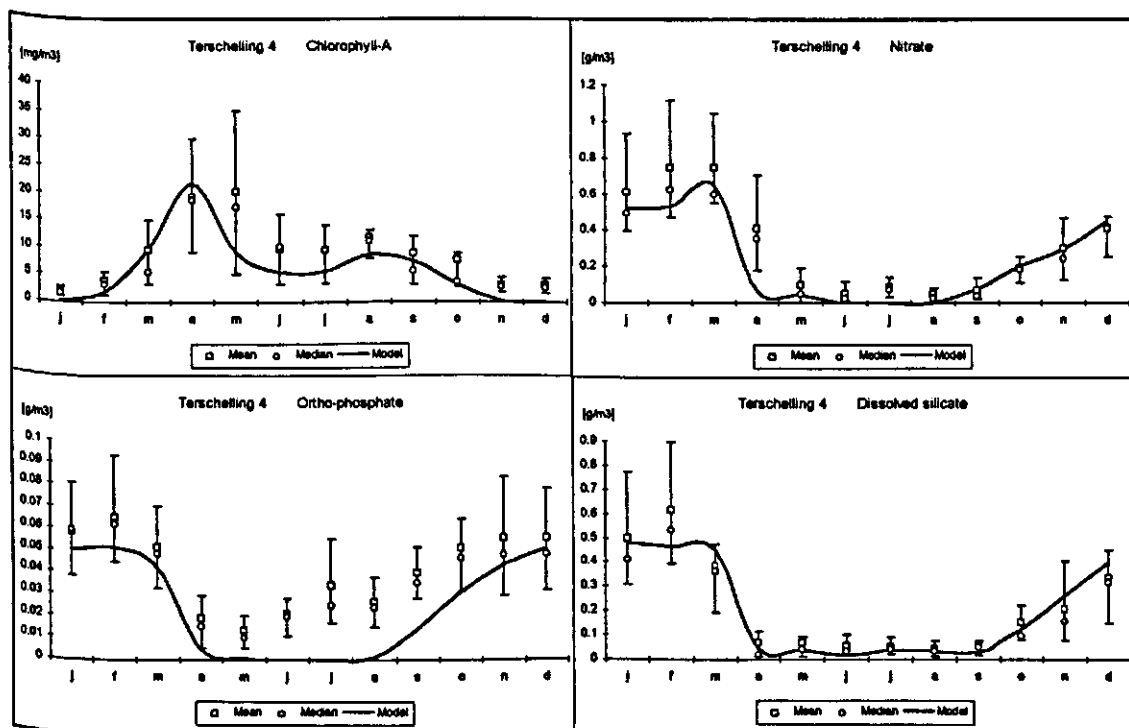 Terschelling 4 Chlorophyll-A
[mg/m3]
40
35
30
25
20
15
10
5
0
j f m a m j j a s o n d
Mean Median Model
Terschelling 4 Nitrate
[g/m3]
1.2
1
0.8
0.6
0.4
0.2
0
j f m a m j j a s o n d
Mean Median Model
Terschelling 4 Ortho-phosphate
[g/m3]
0.1
0.09
0.08
0.07
0.06
0.05
0.04
0.03
0.02
0.01
0
j f m a m j j a s o n d
Mean Median Model
Terschelling 4 Dissolved silicate
[g/m3]
0.9
0.8
0.7
0.6
0.5
0.4
0.3
0.2
0.1
0
j f m a m j j a s o n d
Mean Median Model